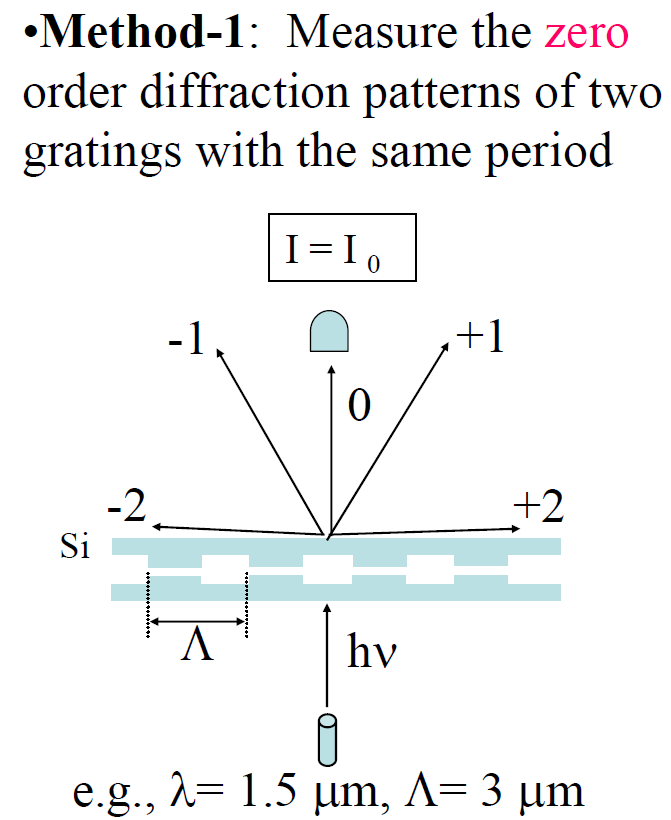 •Method-1: Measure the zero
order diffraction patterns of two
gratings with the same period
I = I 0
-1
+1
0
-2
+2
Si
Λ
hν
e.g., λ= 1.5 μm, Λ= 3 μm